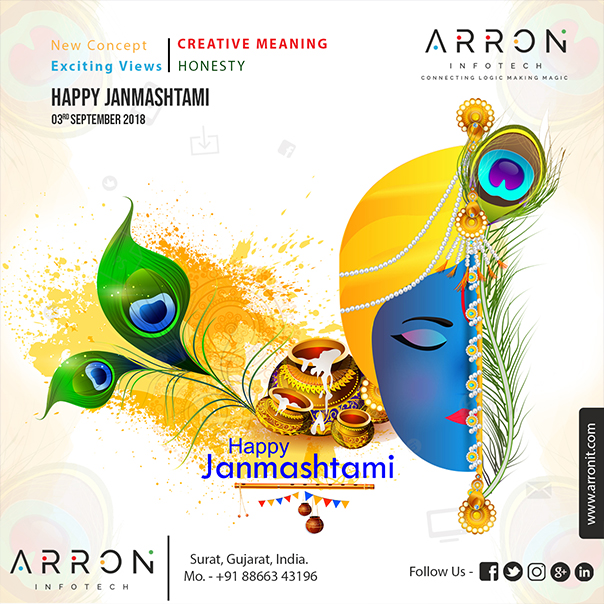 New Concept
Exciting Views
CREATIVE MEANING
HONESTY
ARRON
INFOTECH
CONNECTING LOGIC MAKING MAGIC
HAPPY JANMASHTAMI
03RD SEPTEMBER 2018
Happy
Janmashtami
www.arronit.com
ARRON
INFOTECH
Surat, Gujarat, India.
Mo. - +91 88663 43196
Follow Us -